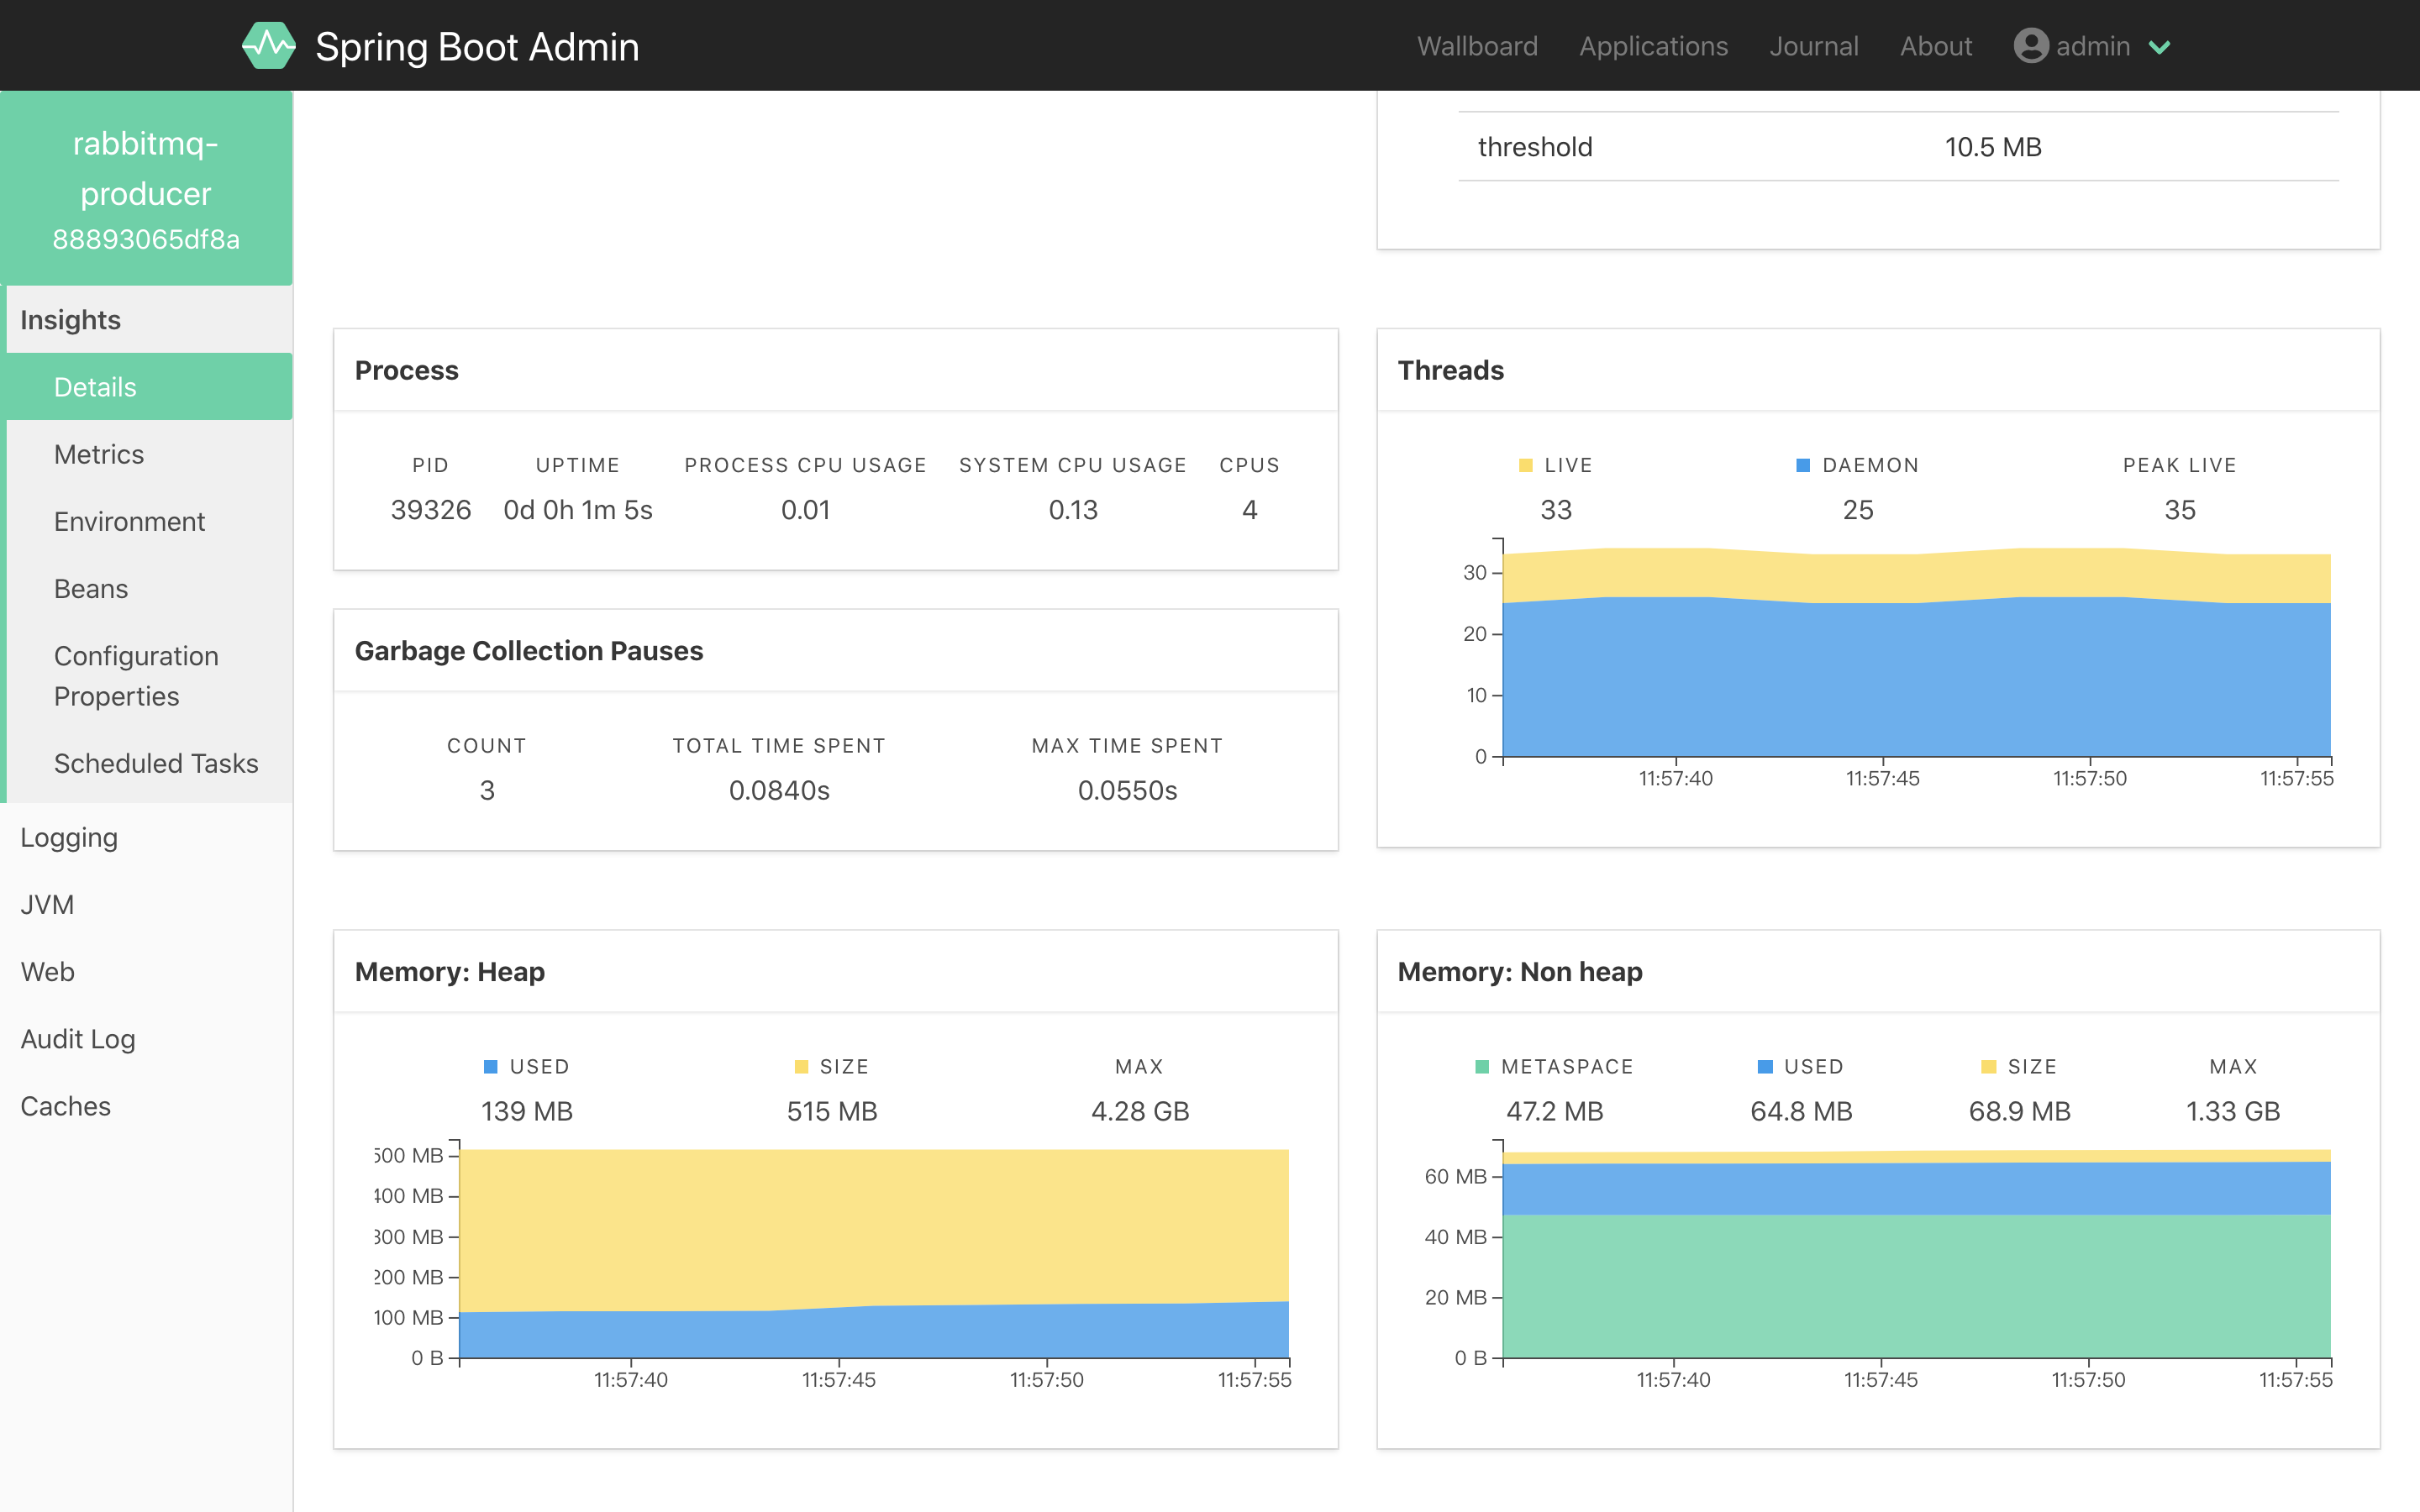 Spring Boot Admin
Wallboard Applications Journal About admin
rabbitmq-
producer
88893065df8a
Insights
Details
Metrics
Environment
Beans
Configuration
Properties
Scheduled Tasks
Logging
JVM
Web
Audit Log
Caches
threshold 10.5 MB
Process
PID UPTIME PROCESS CPU USAGE SYSTEM CPU USAGE CPUS
39326 0d 0h 1m 5s 0.01 0.13 4
Threads
LIVE DAEMON PEAK LIVE
33 25 35
30
20
10
0
11:57:40 11:57:45 11:57:50 11:57:55
Garbage Collection Pauses
COUNT TOTAL TIME SPENT MAX TIME SPENT
3 0.0840s 0.0550s
Memory: Heap
USED SIZE MAX
139 MB 515 MB 4.28 GB
500 MB
400 MB
300 MB
200 MB
100 MB
0 B
11:57:40 11:57:45 11:57:50 11:57:55
Memory: Non heap
METASPACE USED SIZE MAX
47.2 MB 64.8 MB 68.9 MB 1.33 GB
60 MB
40 MB
20 MB
0 B
11:57:40 11:57:45 11:57:50 11:57:55